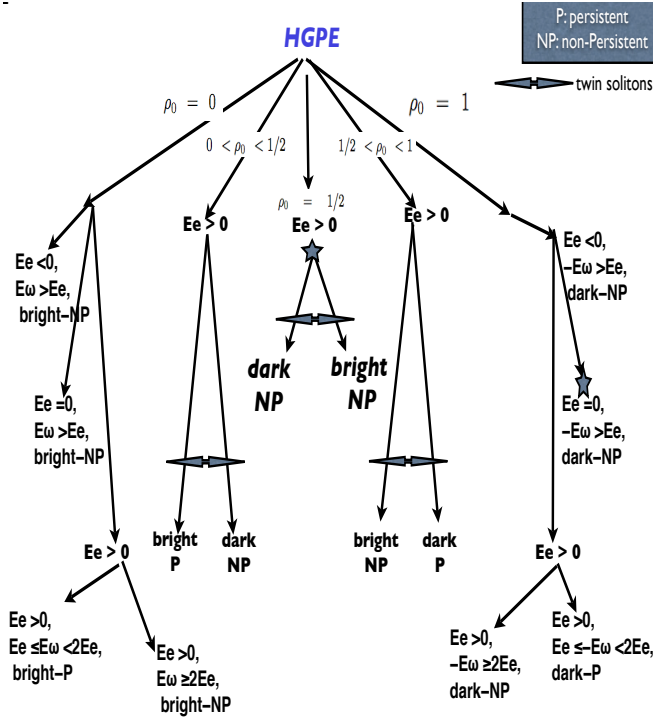 P: persistent
NP: non-Persistent
HGPE
twin solitons
ρ₀ = 0
ρ₀ = 1
0 < ρ₀ < 1/2
1/2 < ρ₀ < 1
ρ₀ = 1/2
Ee > 0
Ee > 0
Ee > 0
Ee <0,
Eω >Ee,
bright–NP
Ee <0,
–Eω >Ee,
dark–NP
dark
NP
bright
NP
Ee =0,
Eω >Ee,
bright–NP
Ee =0,
–Eω >Ee,
dark–NP
Ee > 0
bright
P
dark
NP
bright
NP
dark
P
Ee > 0
Ee >0,
Ee ≤Eω <2Ee,
bright–P
Ee >0,
Eω ≥2Ee,
bright–NP
Ee >0,
–Eω ≥2Ee,
dark–NP
Ee >0,
Ee ≤–Eω <2Ee,
dark–P